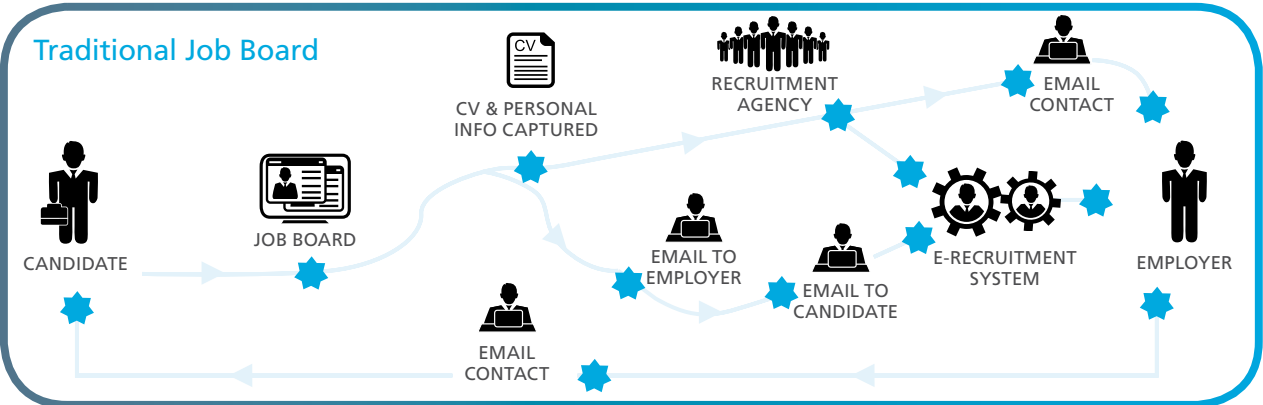 Traditional Job Board
CV
CV & PERSONAL
INFO CAPTURED
RECRUITMENT
AGENCY
EMAIL
CONTACT
CANDIDATE
JOB BOARD
EMAIL TO
EMPLOYER
EMAIL TO
CANDIDATE
E-RECRUITMENT
SYSTEM
EMPLOYER
EMAIL
CONTACT